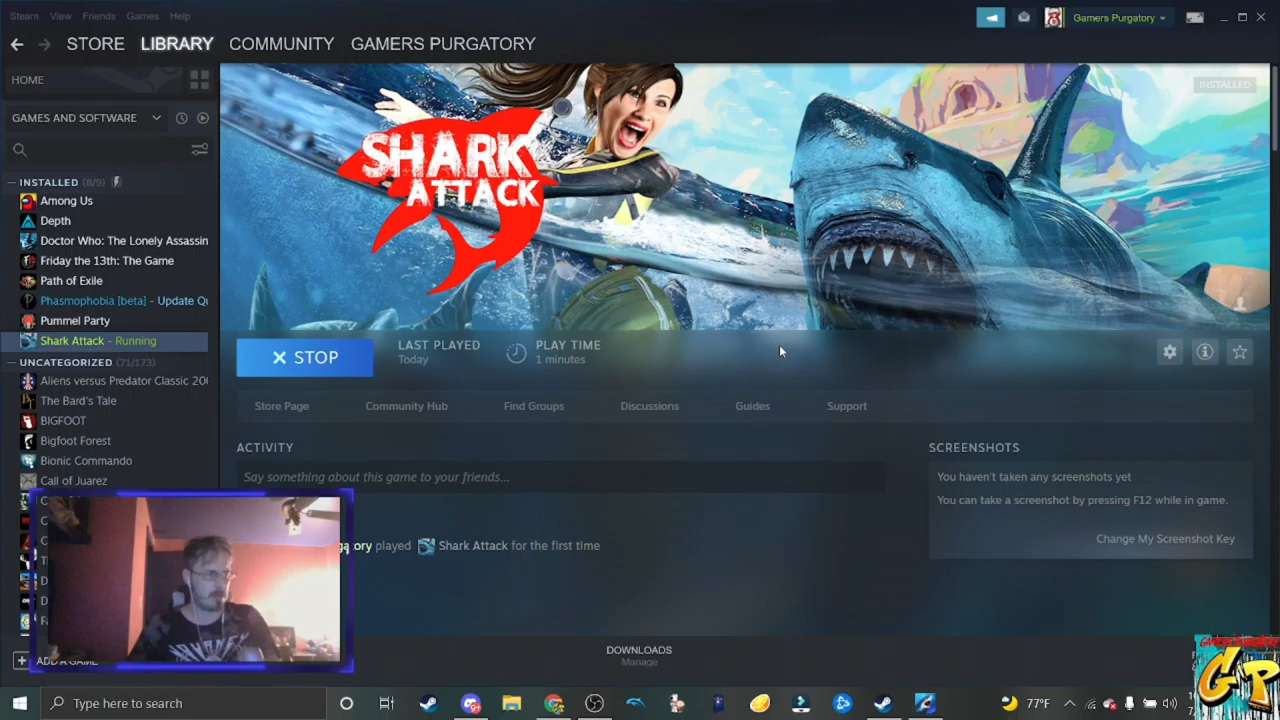 Steam View Friends Games Help
Gamers Purgatory
STORE LIBRARY COMMUNITY GAMERS PURGATORY
HOME
INSTALLED
GAMES AND SOFTWARE
SHARK
ATTACK
INSTALLED (8/9)
Among Us
Depth
Doctor Who: The Lonely Assassin
Friday the 13th: The Game
Path of Exile
Phasmophobia [beta] - Update Qu
Pummel Party
Shark Attack - Running
STOP
LAST PLAYED
Today
PLAY TIME
1 minutes
UNCATEGORIZED (71/173)
Aliens versus Predator Classic 200
The Bard's Tale
BIGFOOT
Bigfoot Forest
Bionic Commando
Call of Juarez
Store Page Community Hub Find Groups Discussions Guides Support
ACTIVITY
Say something about this game to your friends...
SCREENSHOTS
You haven't taken any screenshots yet
You can take a screenshot by pressing F12 while in game.
Change My Screenshot Key
gatory played Shark Attack for the first time
DOWNLOADS
Manage
ADD A GAME
GP
Type here to search
77°F